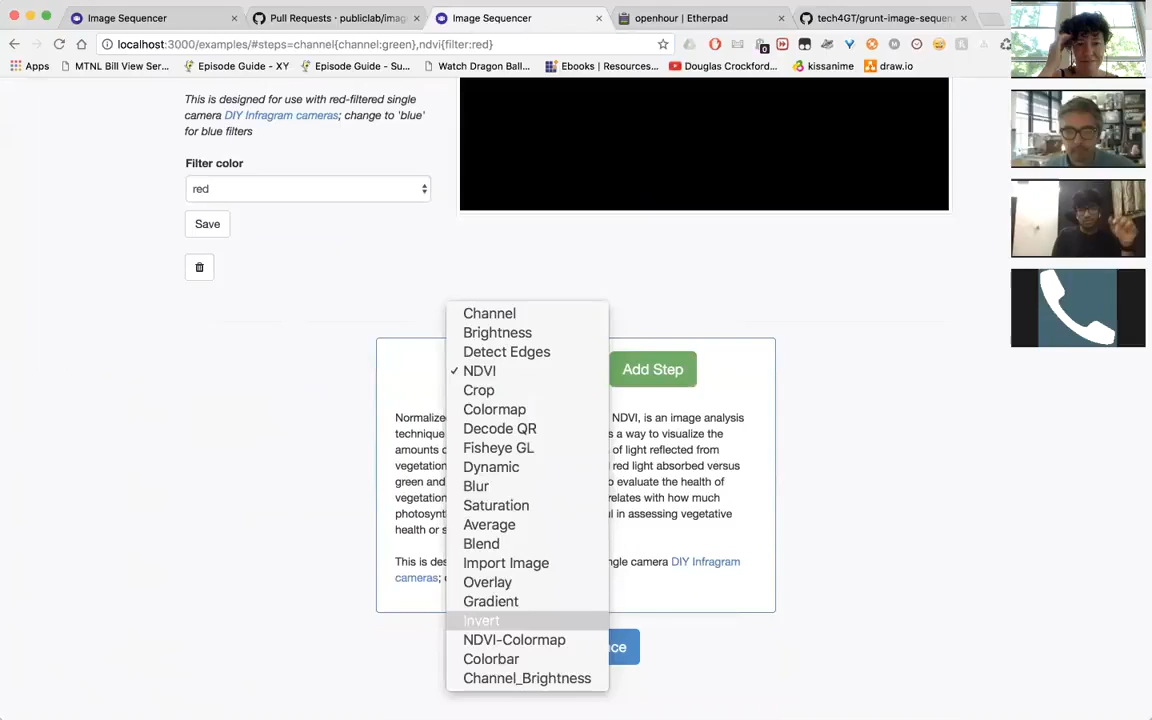 Image Sequencer
Pull Requests · publiclab/imag
Image Sequencer
openhour | Etherpad
tech4GT/grunt-image-sequen
localhost:3000/examples/#steps=channel{channel:green},ndvi{filter:red}
Apps
MTNL Bill View Ser...
Episode Guide - XY
Episode Guide - Su...
Watch Dragon Ball...
Ebooks | Resources...
Douglas Crockford...
kissanime
draw.io
This is designed for use with red-filtered single
camera DIY Infragram cameras; change to 'blue'
for blue filters
Filter color
red
Save
Channel
Brightness
Detect Edges
✓ NDVI
Crop
Colormap
Decode QR
Fisheye GL
Dynamic
Blur
Saturation
Average
Blend
Import Image
Overlay
Gradient
Invert
NDVI-Colormap
Colorbar
Channel_Brightness
Add Step
Normalize NDVI, is an image analysis
technique s a way to visualize the
amounts of light reflected from
vegetation red light absorbed versus
green and o evaluate the health of
vegetation relates with how much
photosynt in assessing vegetative
health or s
This is des ngle camera DIY Infragram
cameras;
ce